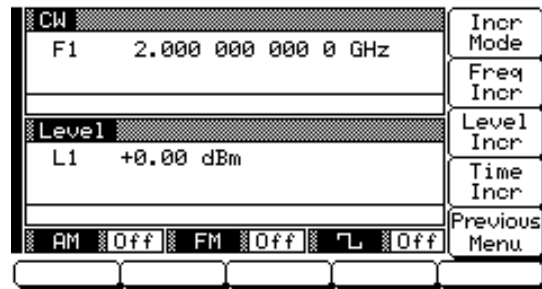 CW
F1 2.000 000 000 0 GHz
Level
L1 +0.00 dBm
AM Off FM Off Off
Incr
Mode
Freq
Incr
Level
Incr
Time
Incr
Previous
Menu